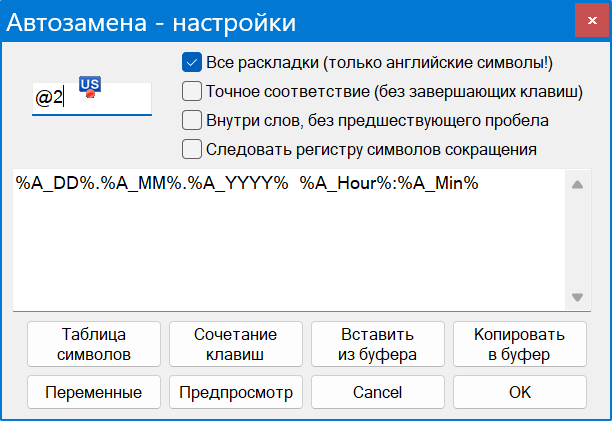 Автозамена - настройки
Все раскладки (только английские символы!)
@2
US
Точное соответствие (без завершающих клавиш)
Внутри слов, без предшествующего пробела
Следовать регистру символов сокращения
%A_DD%.%A_MM%.%A_YYYY%  %A_Hour%:%A_Min%
Таблица
символов
Сочетание
клавиш
Вставить
из буфера
Копировать
в буфер
Переменные
Предпросмотр
Cancel
OK